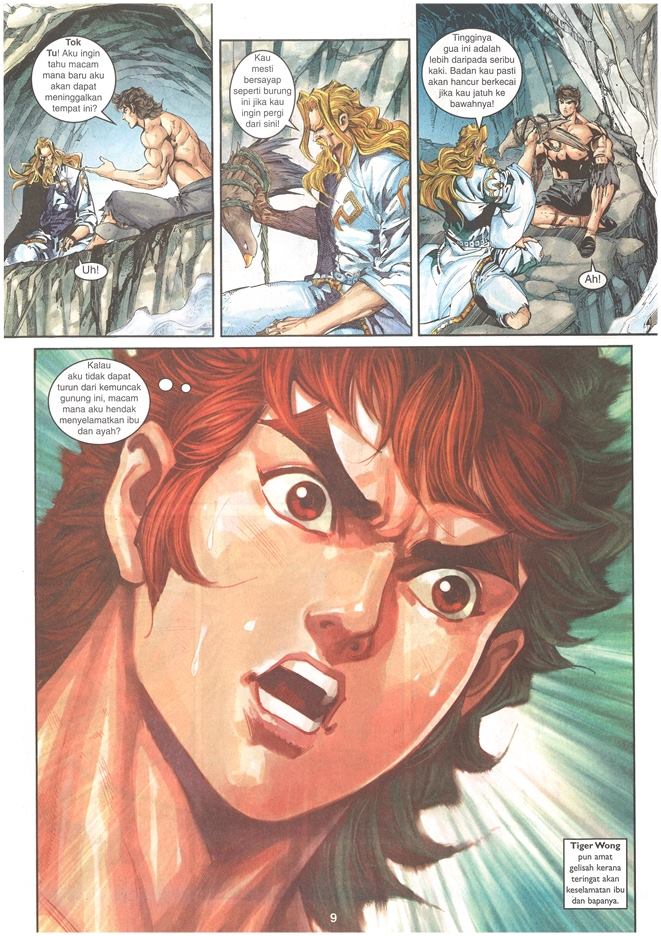 Tok
Tu! Aku ingin
tahu macam
mana baru aku
akan dapat
meninggalkan
tempat ini?
Uh!
Kau
mesti
bersayap
seperti burung
ini jika kau
ingin pergi
dari sini!
Tingginya
gua ini adalah
lebih daripada seribu
kaki. Badan kau pasti
akan hancur berkecai
jika kau jatuh ke
bawahnya!
Ah!
Kalau
aku tidak dapat
turun dari kemuncak
gunung ini, macam
mana aku hendak
menyelamatkan ibu
dan ayah?
Tiger Wong
pun amat
gelisah kerana
teringat akan
keselamatan ibu
dan bapanya.
9